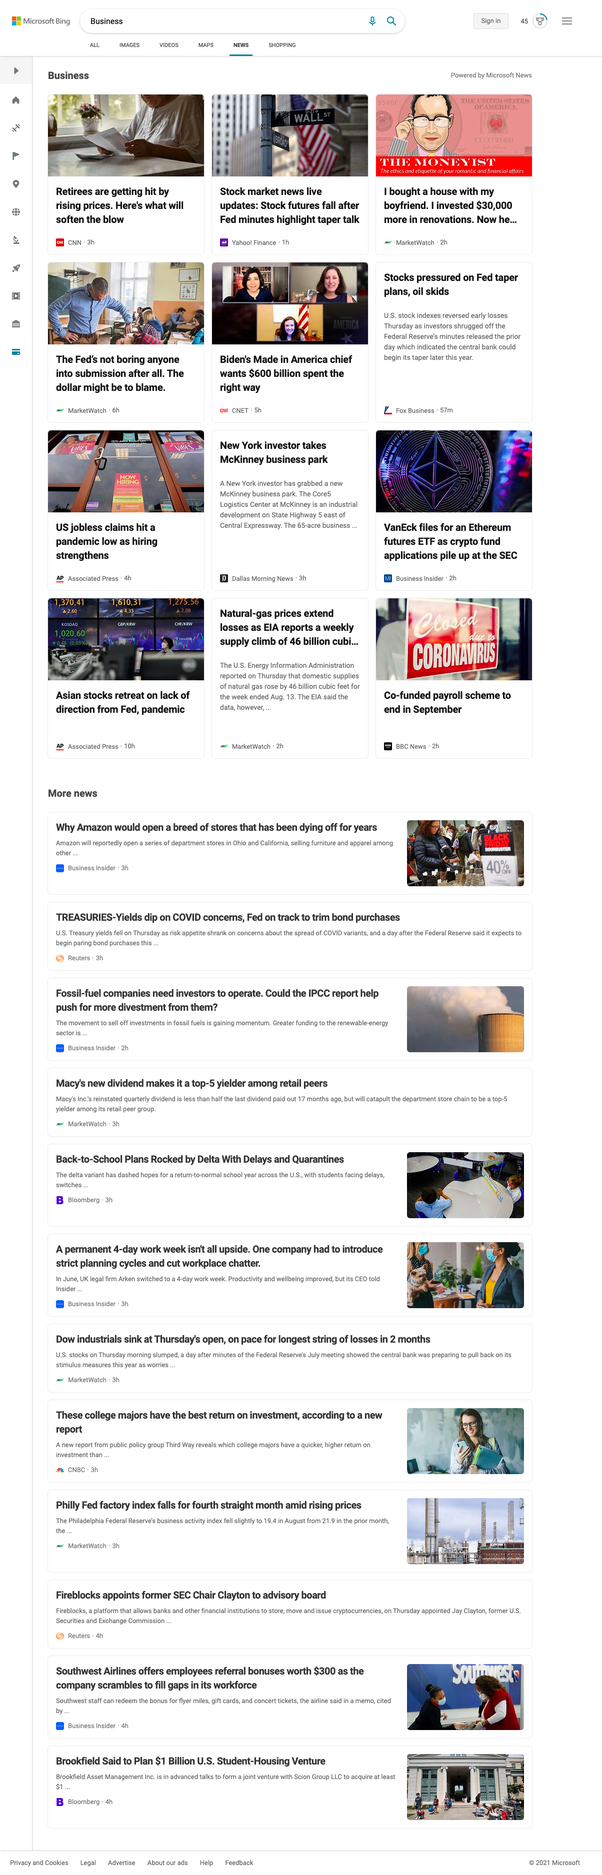 Microsoft Bing
Business
Sign in
45
ALL
IMAGES
VIDEOS
MAPS
NEWS
SHOPPING
Business
Powered by Microsoft News
WALL ST
THE UNITED STATES OF
AMERICA
THE MONEYIST
The ethics and etiquette of your romantic and financial affairs
Retirees are getting hit by
rising prices. Here's what will
soften the blow
CNN · 3h
Stock market news live
updates: Stock futures fall after
Fed minutes highlight taper talk
Yahoo! Finance · 1h
I bought a house with my
boyfriend. I invested $30,000
more in renovations. Now he...
MarketWatch · 2h
The Fed's not boring anyone
into submission after all. The
dollar might be to blame.
MarketWatch · 6h
AMERICA
Biden's Made in America chief
wants $600 billion spent the
right way
CNET · 5h
Stocks pressured on Fed taper
plans, oil skids
U.S. stock indexes reversed early losses
Thursday as investors shrugged off the
Federal Reserve's minutes released the prior
day which indicated the central bank could
begin its taper later this year.
Fox Business · 57m
NOW
HIRING
US jobless claims hit a
pandemic low as hiring
strengthens
AP Associated Press · 4h
New York investor takes
McKinney business park
A New York investor has grabbed a new
McKinney business park. The Core5
Logistics Center at McKinney is an industrial
development on State Highway 5 east of
Central Expressway. The 65-acre business ...
Dallas Morning News · 3h
VanEck files for an Ethereum
futures ETF as crypto fund
applications pile up at the SEC
Business Insider · 2h
1,370.41
1,610.31
1,275.56
▲2.60
▲4.35
▲2.88
KOSDAQ
GBP/KRW
CHF/KRW
1,020.60
Asian stocks retreat on lack of
direction from Fed, pandemic
AP Associated Press · 10h
Natural-gas prices extend
losses as EIA reports a weekly
supply climb of 46 billion cubi...
The U.S. Energy Information Administration
reported on Thursday that domestic supplies
of natural gas rose by 46 billion cubic feet for
the week ended Aug. 13. The EIA said the
data, however, ...
MarketWatch · 2h
Closed
due to
CORONAVIRUS
Co-funded payroll scheme to
end in September
BBC News · 2h
More news
Why Amazon would open a breed of stores that has been dying off for years
Amazon will reportedly open a series of department stores in Ohio and California, selling furniture and apparel among
other ...
Business Insider · 3h
BLACK
40%
OFF
TREASURIES-Yields dip on COVID concerns, Fed on track to trim bond purchases
U.S. Treasury yields fell on Thursday as risk appetite shrank on concerns about the spread of COVID variants, and a day after the Federal Reserve said it expects to
begin paring bond purchases this ...
Reuters · 3h
Fossil-fuel companies need investors to operate. Could the IPCC report help
push for more divestment from them?
The movement to sell off investments in fossil fuels is gaining momentum. Greater funding to the renewable-energy
sector is ...
Business Insider · 2h
Macy's new dividend makes it a top-5 yielder among retail peers
Macy's Inc.'s reinstated quarterly dividend is less than half the last dividend paid out 17 months ago, but will catapult the department store chain to be a top-5
yielder among its retail peer group.
MarketWatch · 3h
Back-to-School Plans Rocked by Delta With Delays and Quarantines
The delta variant has dashed hopes for a return-to-normal school year across the U.S., with students facing delays,
switches ...
B Bloomberg · 3h
A permanent 4-day work week isn't all upside. One company had to introduce
strict planning cycles and cut workplace chatter.
In June, UK legal firm Arken switched to a 4-day work week. Productivity and wellbeing improved, but its CEO told
Insider ...
Business Insider · 3h
Dow industrials sink at Thursday's open, on pace for longest string of losses in 2 months
U.S. stocks on Thursday morning slumped, a day after minutes of the Federal Reserve's July meeting showed the central bank was preparing to pull back on its
stimulus measures this year as worries ...
MarketWatch · 3h
These college majors have the best return on investment, according to a new
report
A new report from public policy group Third Way reveals which college majors have a quicker, higher return on
investment than ...
CNBC · 3h
Philly Fed factory index falls for fourth straight month amid rising prices
The Philadelphia Federal Reserve's business activity index fell slightly to 19.4 in August from 21.9 in the prior month,
the ...
MarketWatch · 3h
Fireblocks appoints former SEC Chair Clayton to advisory board
Fireblocks, a platform that allows banks and other financial institutions to store, move and issue cryptocurrencies, on Thursday appointed Jay Clayton, former U.S.
Securities and Exchange Commission ...
Reuters · 4h
Southwest Airlines offers employees referral bonuses worth $300 as the
company scrambles to fill gaps in its workforce
Southwest staff can redeem the bonus for flyer miles, gift cards, and concert tickets, the airline said in a memo, cited
by ...
Business Insider · 4h
Southwest
Brookfield Said to Plan $1 Billion U.S. Student-Housing Venture
Brookfield Asset Management Inc. is in advanced talks to form a joint venture with Scion Group LLC to acquire at least
$1 ...
B Bloomberg · 4h
Privacy and Cookies
Legal
Advertise
About our ads
Help
Feedback
© 2021 Microsoft